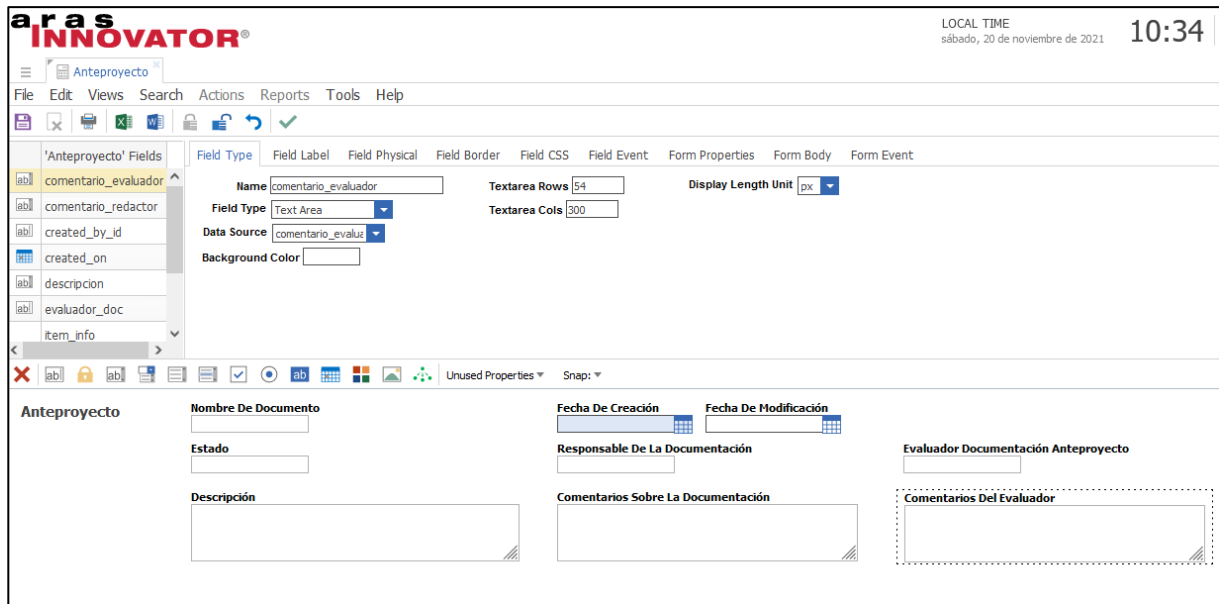 aras
INNOVATOR®
LOCAL TIME
sábado, 20 de noviembre de 2021
10:34
Anteproyecto
File Edit Views Search Actions Reports Tools Help
'Anteproyecto' Fields
comentario_evaluador
comentario_redactor
created_by_id
created_on
descripcion
evaluador_doc
item_info
Field Type Field Label Field Physical Field Border Field CSS Field Event Form Properties Form Body Form Event
Name comentario_evaluador Textarea Rows 54 Display Length Unit px
Field Type Text Area Textarea Cols 300
Data Source comentario_evalua
Background Color
Unused Properties Snap:
Anteproyecto
Nombre De Documento Fecha De Creación Fecha De Modificación
Estado Responsable De La Documentación Evaluador Documentación Anteproyecto
Descripción Comentarios Sobre La Documentación Comentarios Del Evaluador